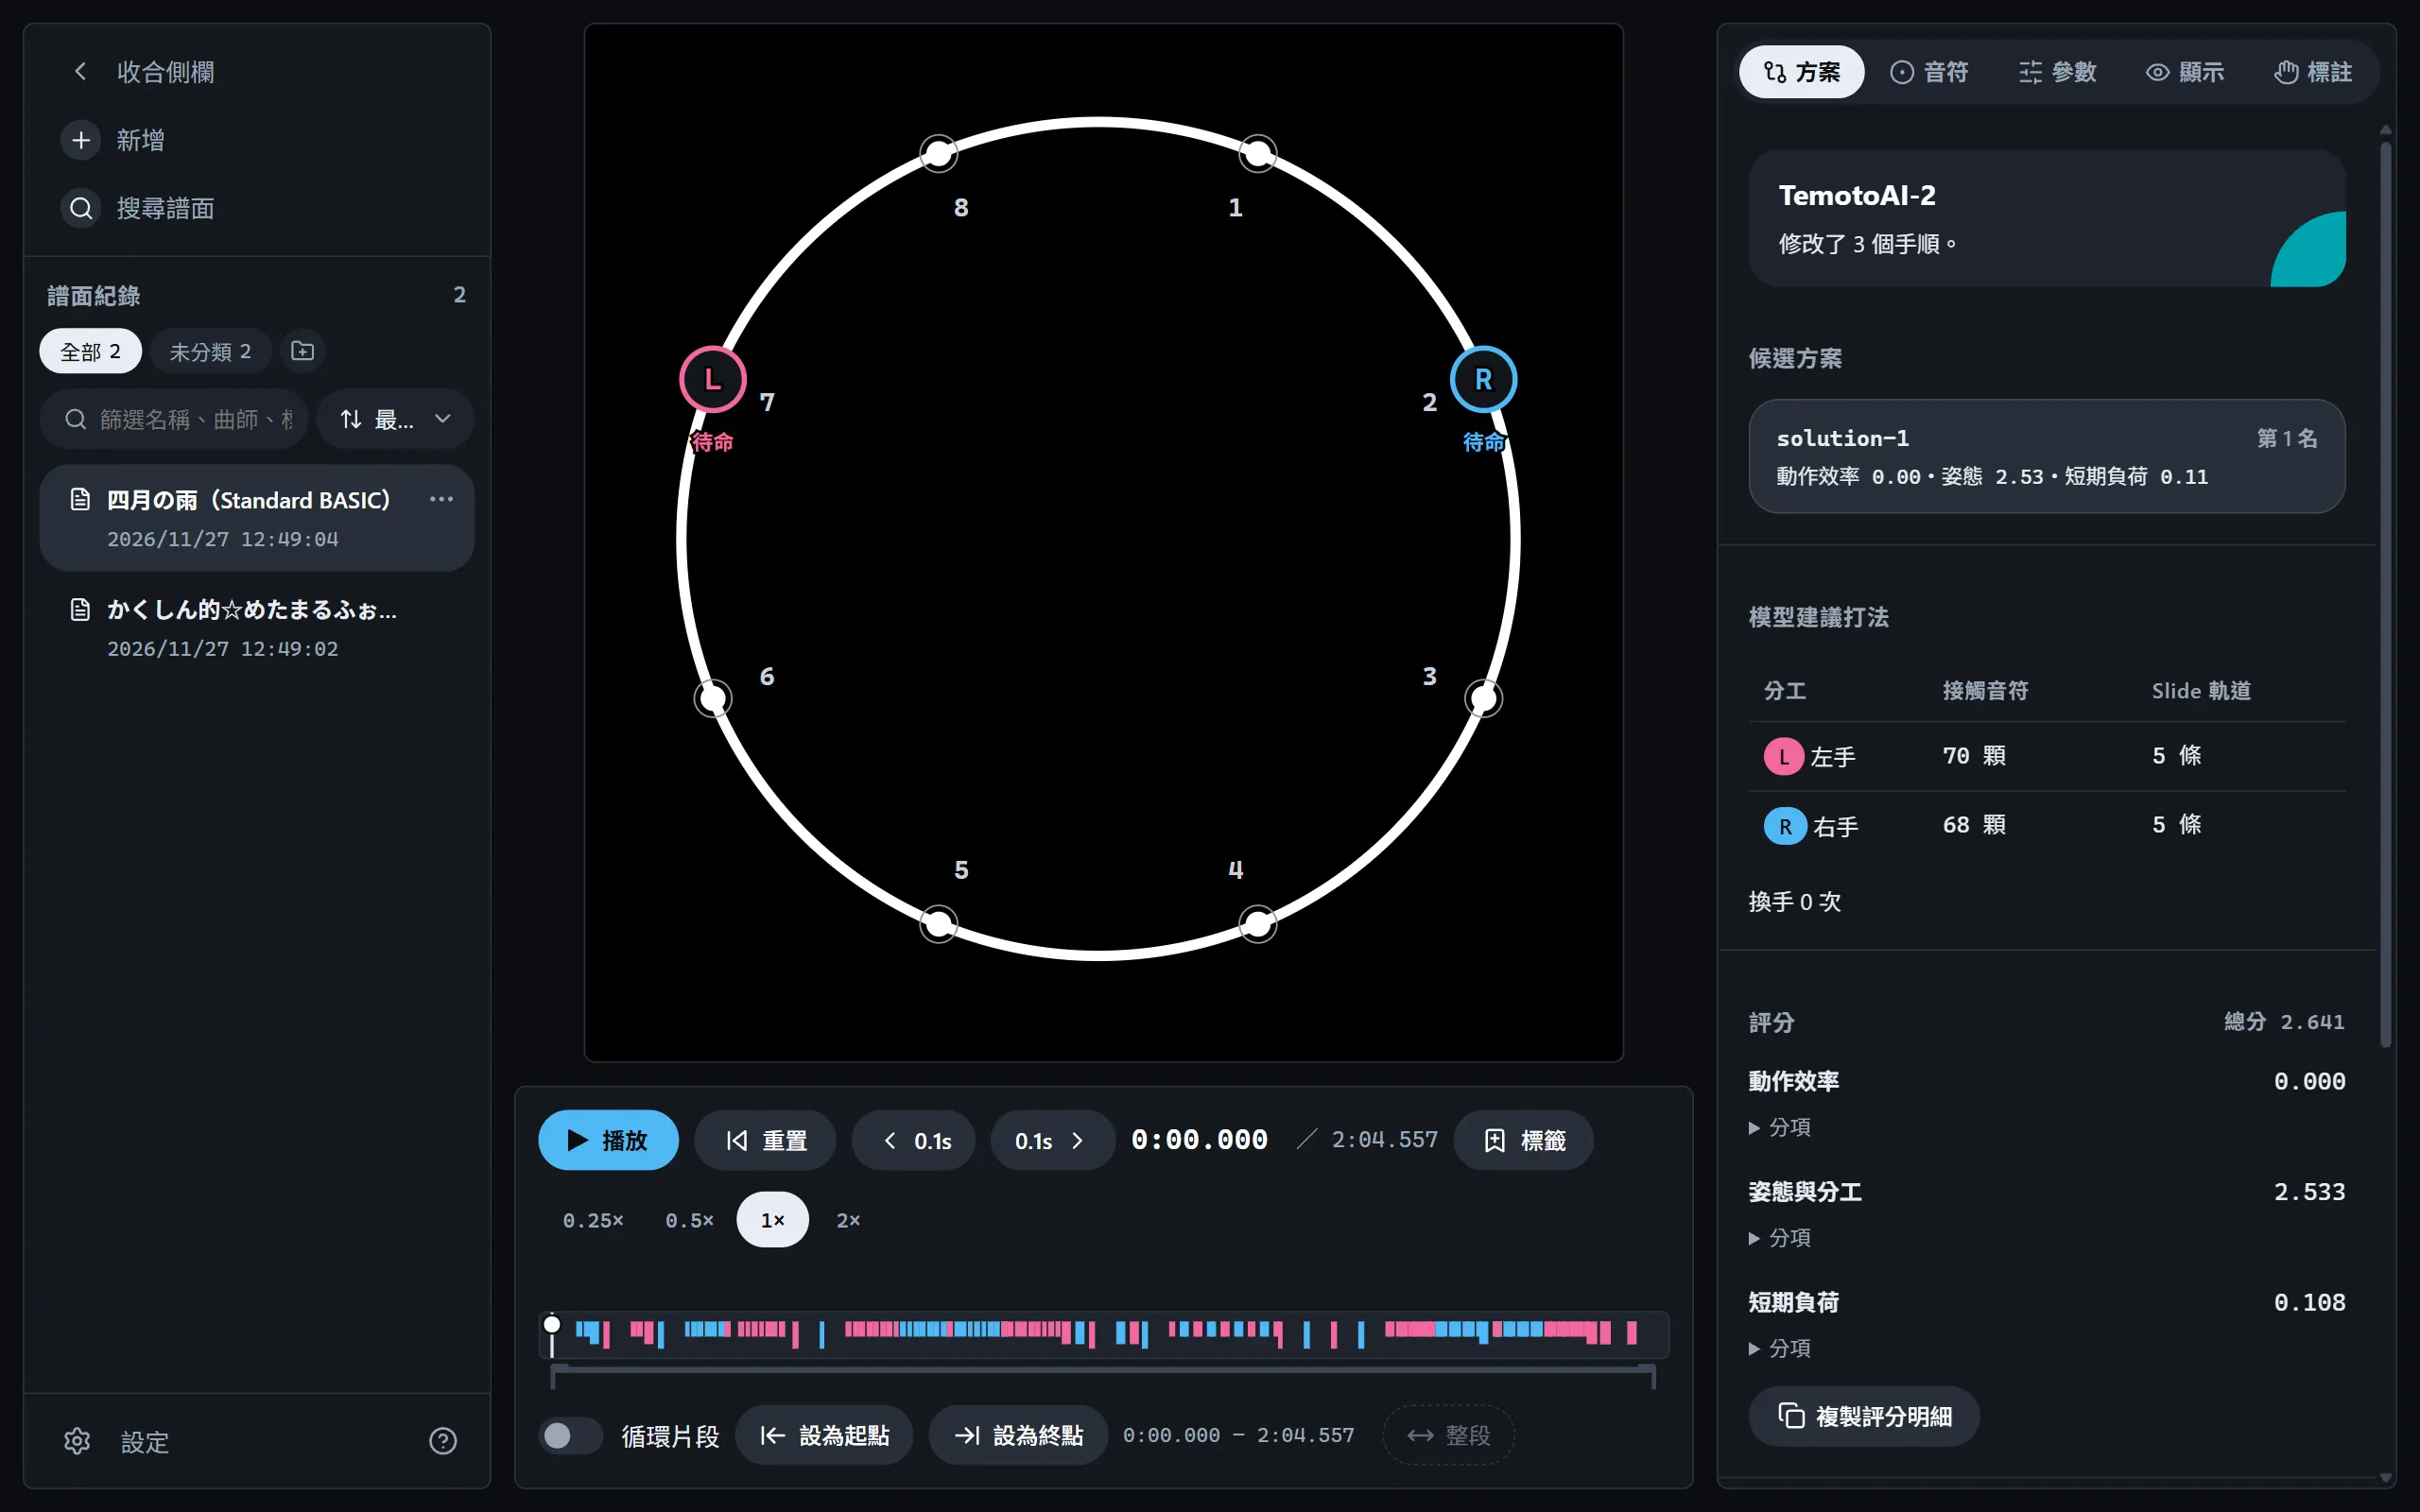 收合側欄
新增
搜尋譜面
譜面紀錄 2
全部 2 未分類 2
篩選名稱、曲師、 最...
四月の雨（Standard BASIC）
2026/11/27 12:49:04
かくしん的☆めたまるふぉ...
2026/11/27 12:49:02
設定
8 1
L 7 2 R
待命 待命
6 3
5 4
播放 重置 0.1s 0.1s 0:00.000 ／ 2:04.557 標籤
0.25× 0.5× 1× 2×
循環片段 設為起點 設為終點 0:00.000 – 2:04.557 整段
方案 音符 參數 顯示 標註
TemotoAI-2
修改了 3 個手順。
候選方案
solution-1 第 1 名
動作效率 0.00・姿態 2.53・短期負荷 0.11
模型建議打法
分工 接觸音符 Slide 軌道
L 左手 70 顆 5 條
R 右手 68 顆 5 條
換手 0 次
評分 總分 2.641
動作效率 0.000
分項
姿態與分工 2.533
分項
短期負荷 0.108
分項
複製評分明細